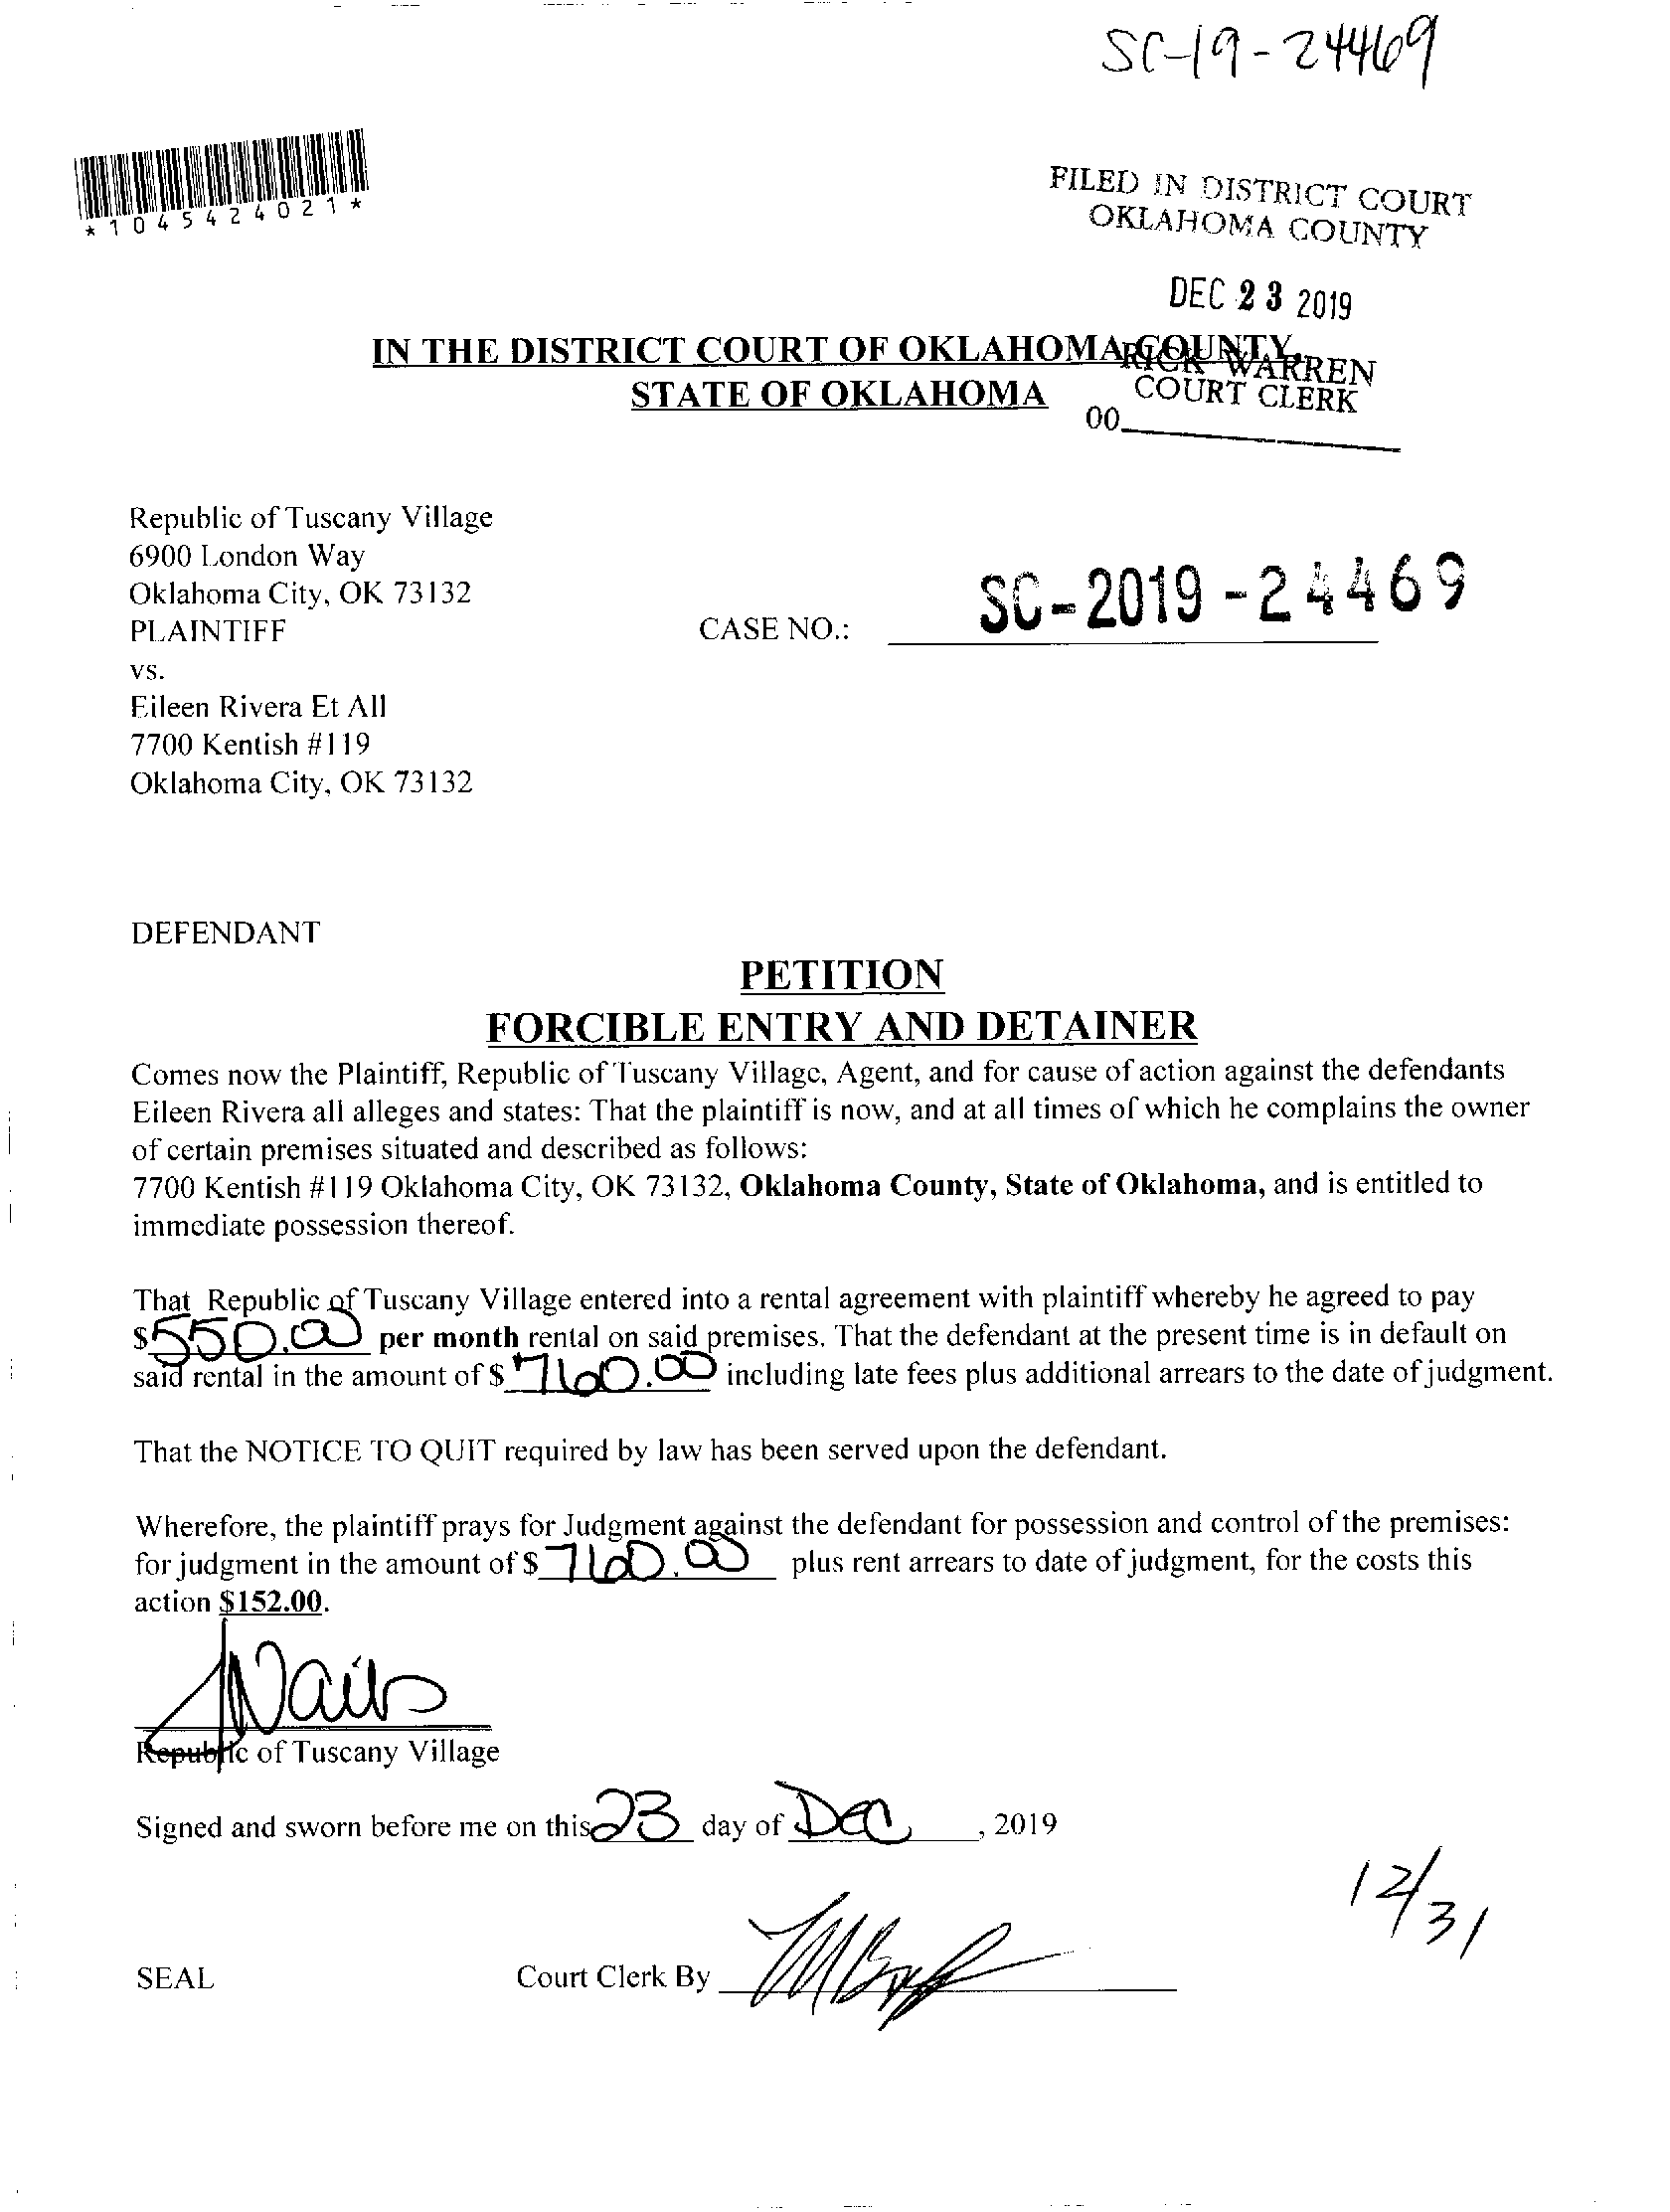 SC-19-24469
*1045424021*
FILED IN DISTRICT COURT
OKLAHOMA COUNTY
DEC 23 2019
RICK WARREN
COURT CLERK
00
IN THE DISTRICT COURT OF OKLAHOMA COUNTY,
STATE OF OKLAHOMA
Republic of Tuscany Village
6900 London Way
Oklahoma City, OK 73132
PLAINTIFF
CASE NO.: SC-2019-24469
vs.
Eileen Rivera Et All
7700 Kentish #119
Oklahoma City, OK 73132
DEFENDANT
PETITION
FORCIBLE ENTRY AND DETAINER
Comes now the Plaintiff, Republic of Tuscany Village, Agent, and for cause of action against the defendants
Eileen Rivera all alleges and states: That the plaintiff is now, and at all times of which he complains the owner
of certain premises situated and described as follows:
7700 Kentish #119 Oklahoma City, OK 73132, Oklahoma County, State of Oklahoma, and is entitled to
immediate possession thereof.
That Republic of Tuscany Village entered into a rental agreement with plaintiff whereby he agreed to pay
$550.00 per month rental on said premises. That the defendant at the present time is in default on
said rental in the amount of $ 760.00 including late fees plus additional arrears to the date of judgment.
That the NOTICE TO QUIT required by law has been served upon the defendant.
Wherefore, the plaintiff prays for Judgment against the defendant for possession and control of the premises:
for judgment in the amount of $ 760.00 plus rent arrears to date of judgment, for the costs this
action $152.00.
Republic of Tuscany Village
Signed and sworn before me on this 23 day of Dec, 2019
12/31
SEAL
Court Clerk By